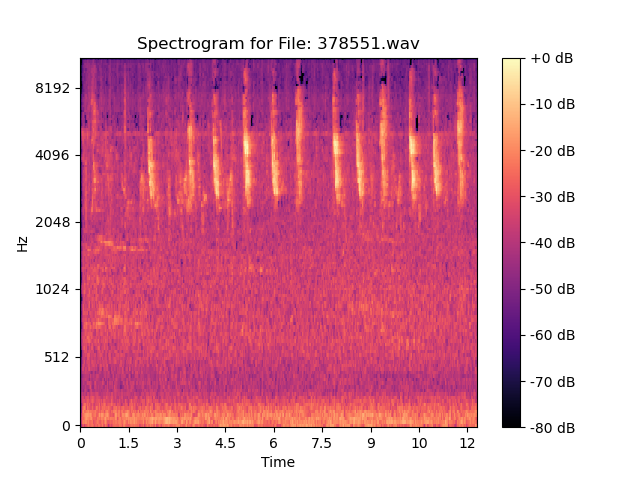 Spectrogram for File: 378551.wav
Hz
8192
4096
2048
1024
512
0
0 1.5 3 4.5 6 7.5 9 10 12
Time
+0 dB
-10 dB
-20 dB
-30 dB
-40 dB
-50 dB
-60 dB
-70 dB
-80 dB